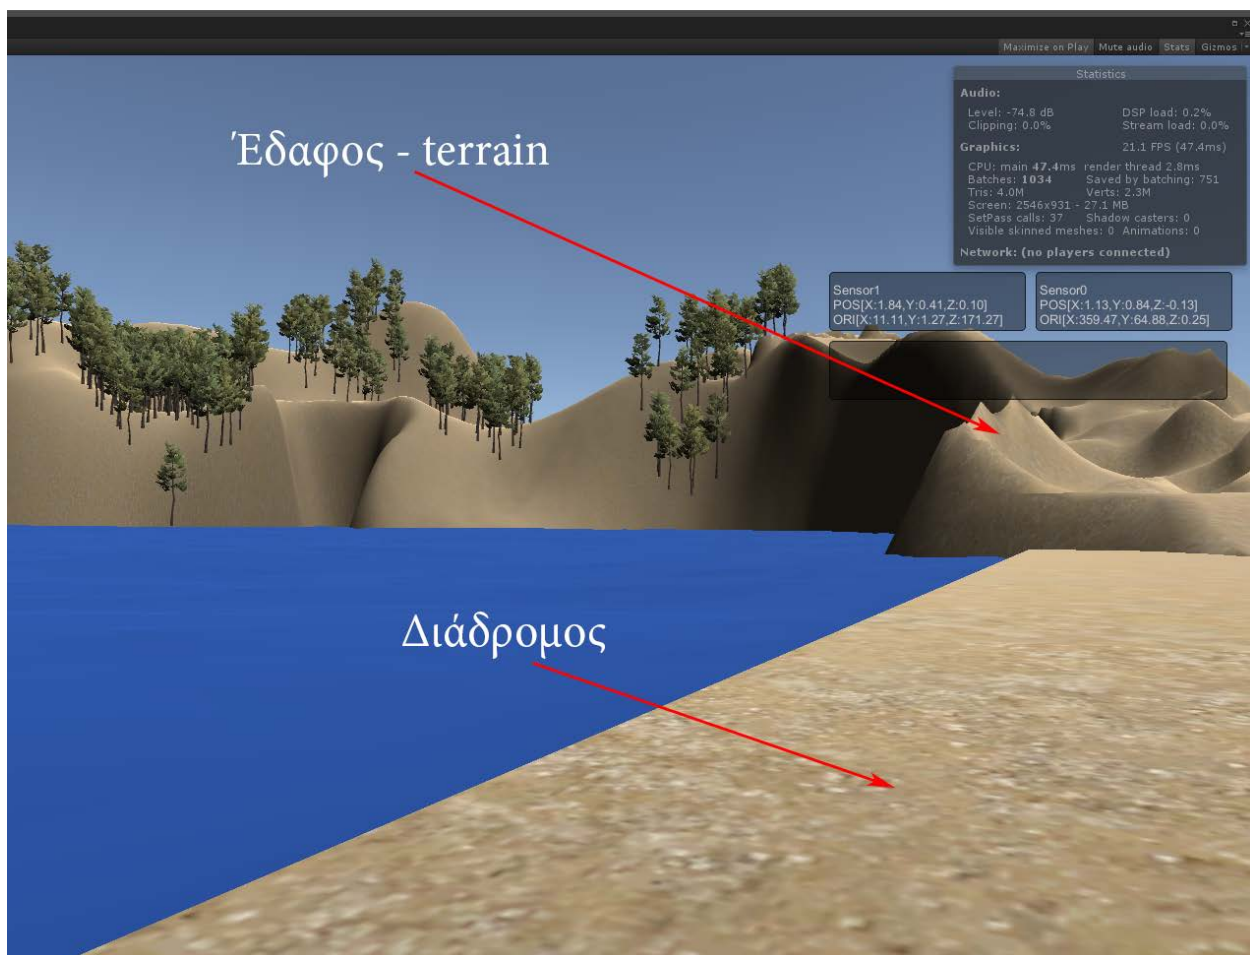 Maximize on Play Mute audio Stats Gizmos
Statistics
Audio:
Level: -74.8 dB DSP load: 0.2%
Clipping: 0.0% Stream load: 0.0%
Graphics: 21.1 FPS (47.4ms)
CPU: main 47.4ms render thread 2.8ms
Batches: 1034 Saved by batching: 751
Tris: 4.0M Verts: 2.3M
Screen: 2546x931 - 27.1 MB
SetPass calls: 37 Shadow casters: 0
Visible skinned meshes: 0 Animations: 0
Network: (no players connected)
Έδαφος - terrain
Sensor1
POS[X:1.84,Y:0.41,Z:0.10]
ORI[X:11.11,Y:1.27,Z:171.27]
Sensor0
POS[X:1.13,Y:0.84,Z:-0.13]
ORI[X:359.47,Y:64.88,Z:0.25]
Διάδρομος